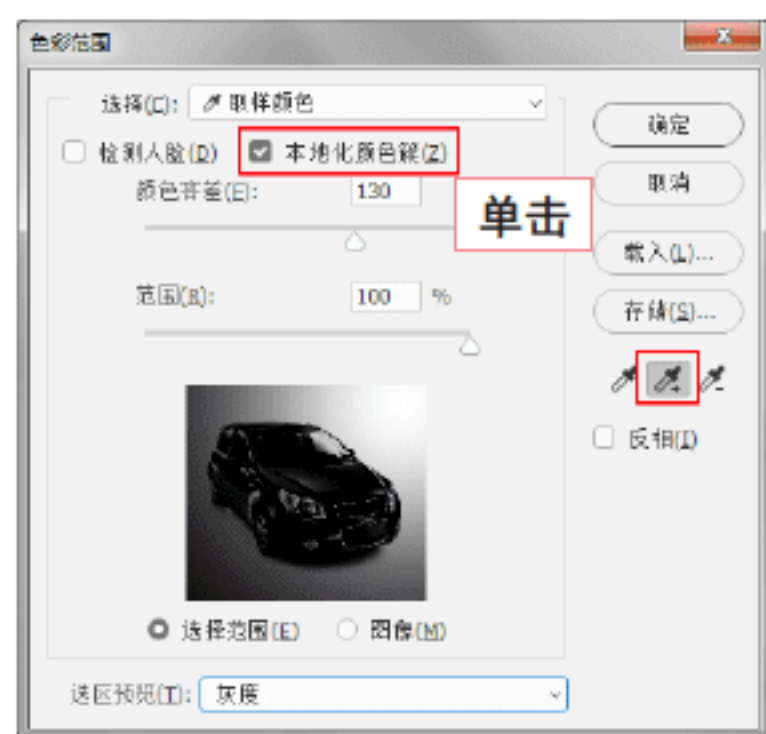 色彩范围
选择(C): 取样颜色
检测人脸(D) 本地化颜色簇(Z)
颜色容差(F): 130
单击
范围(R): 100 %
选择范围(E) 图像(M)
选区预览(T): 灰度
确定
取消
载入(L)...
存储(S)...
反相(I)